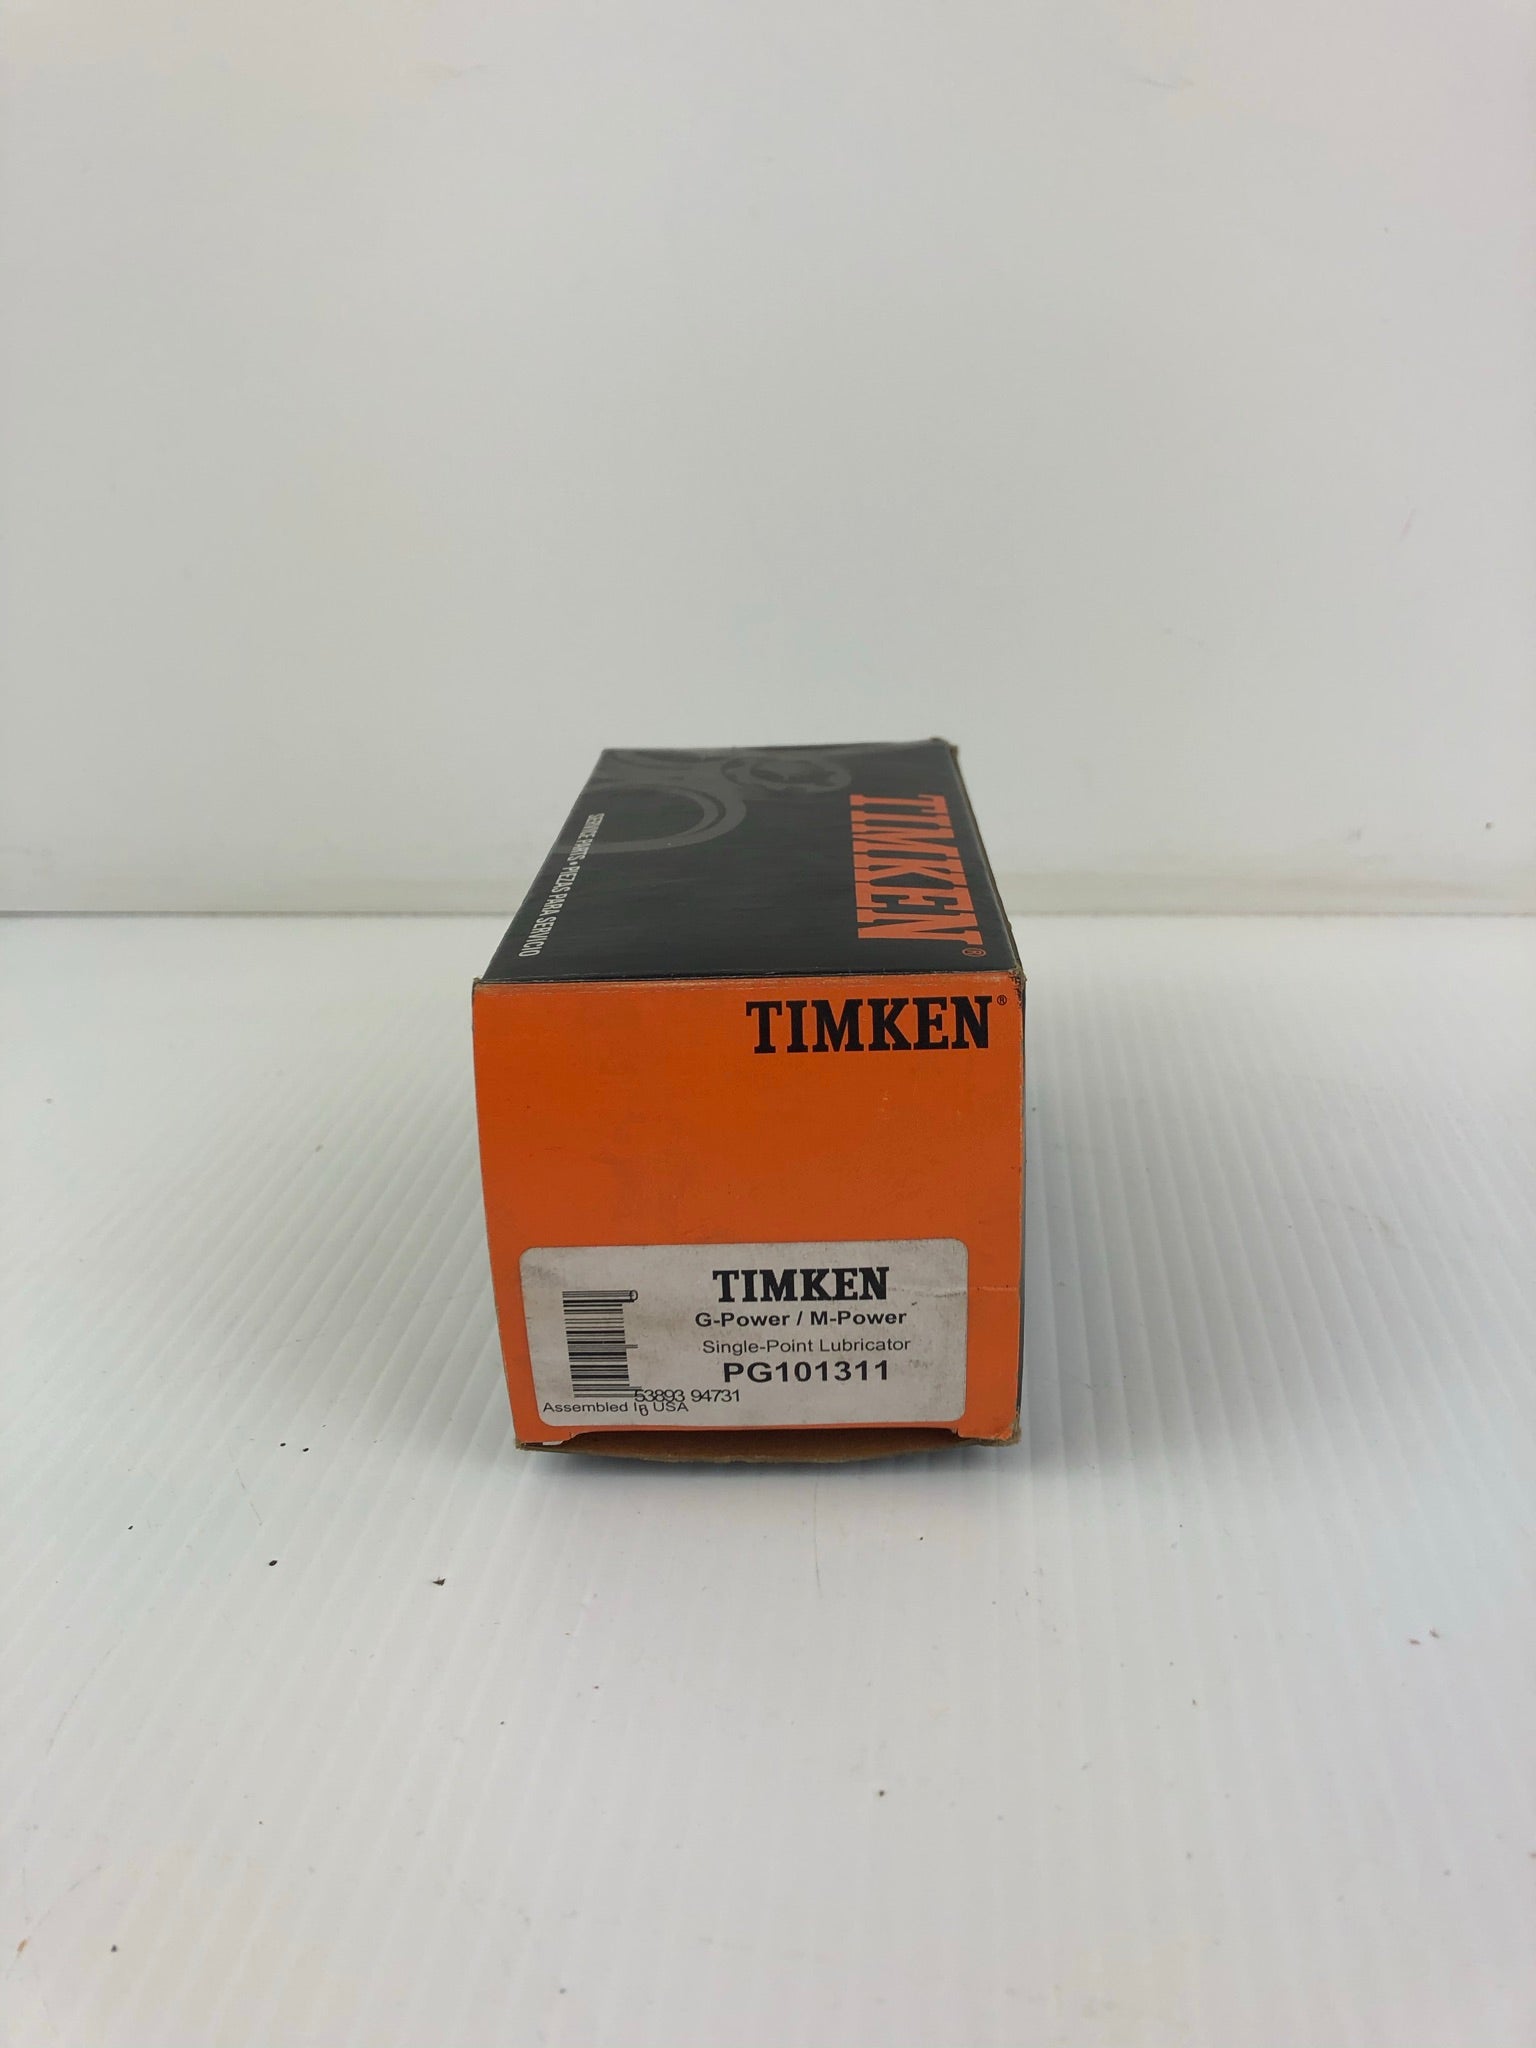 TIMKEN®
SERVICE PARTS • PIEZAS PARA SERVICIO
TIMKEN®
TIMKEN
G-Power / M-Power
Single-Point Lubricator
PG101311
53893 94731
Assembled In USA